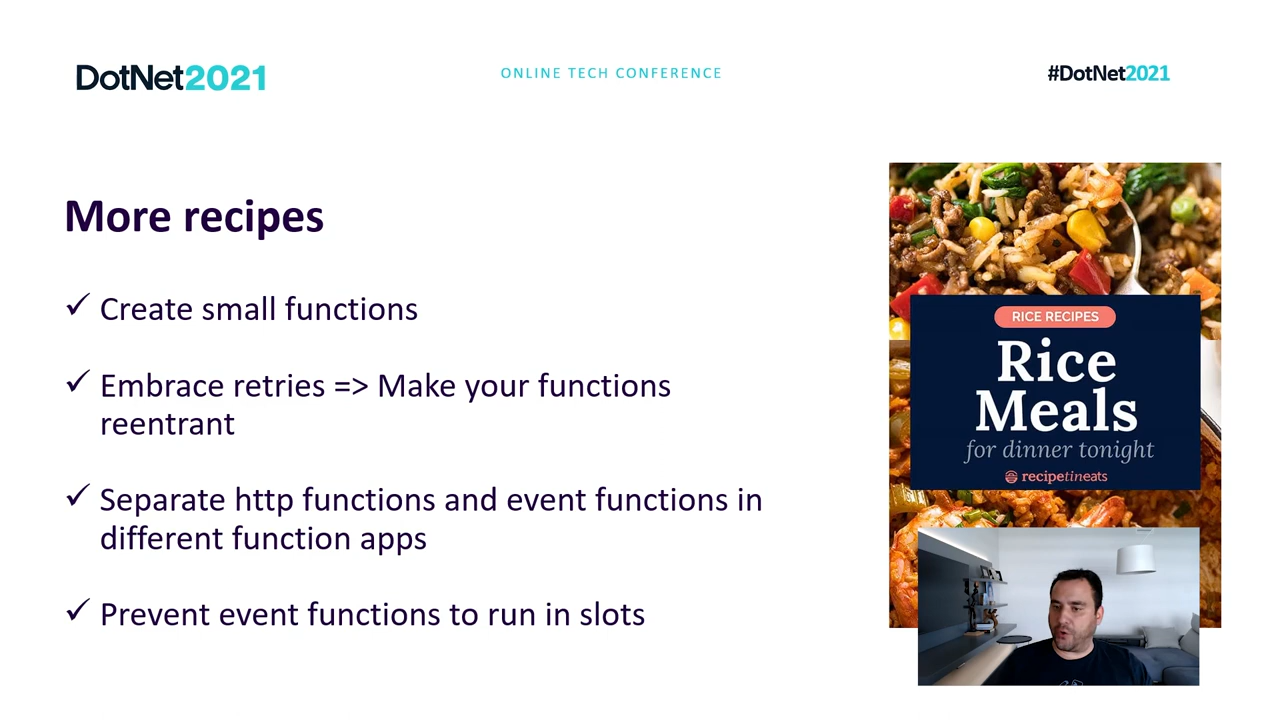 DotNet2021
ONLINE TECH CONFERENCE
#DotNet2021
More recipes
✓ Create small functions
✓ Embrace retries => Make your functions
reentrant
✓ Separate http functions and event functions in
different function apps
✓ Prevent event functions to run in slots
RICE RECIPES
Rice
Meals
for dinner tonight
recipetineats